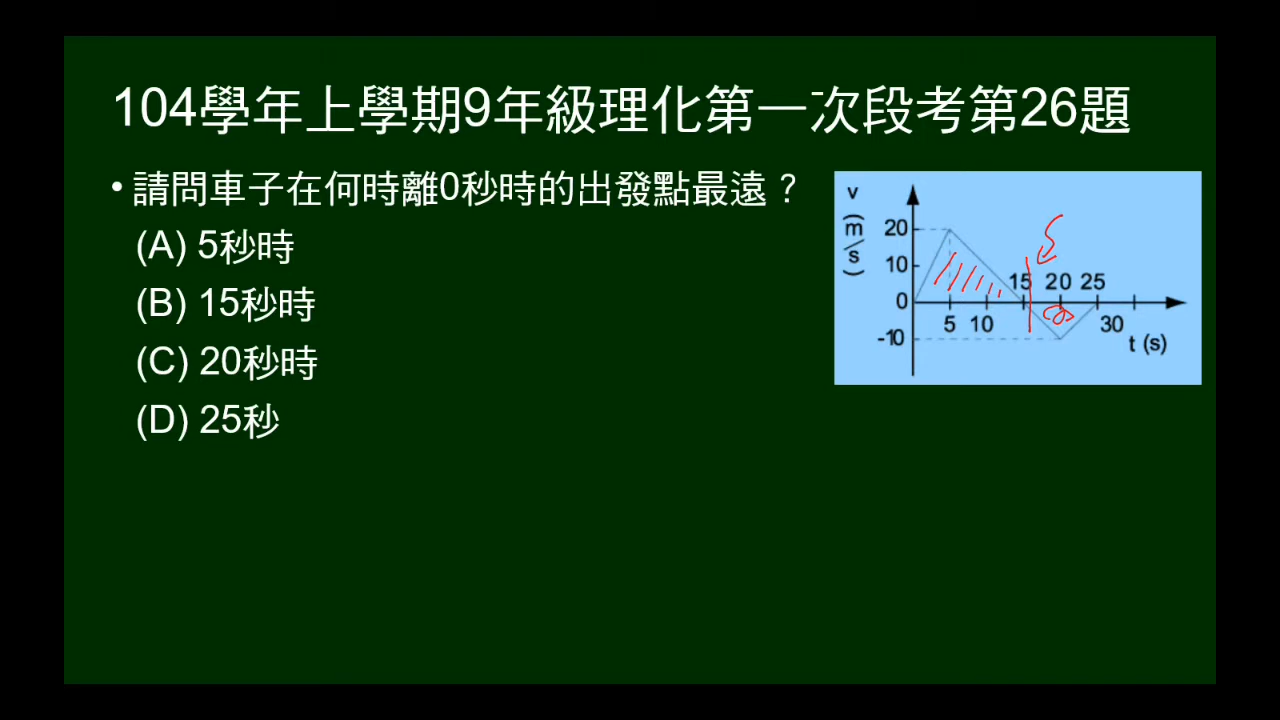 104學年上學期9年級理化第一次段考第26題
• 請問車子在何時離0秒時的出發點最遠？
(A) 5秒時
(B) 15秒時
(C) 20秒時
(D) 25秒
v (m/s)
20
10
0
-10
15 20 25
5 10 30
t (s)